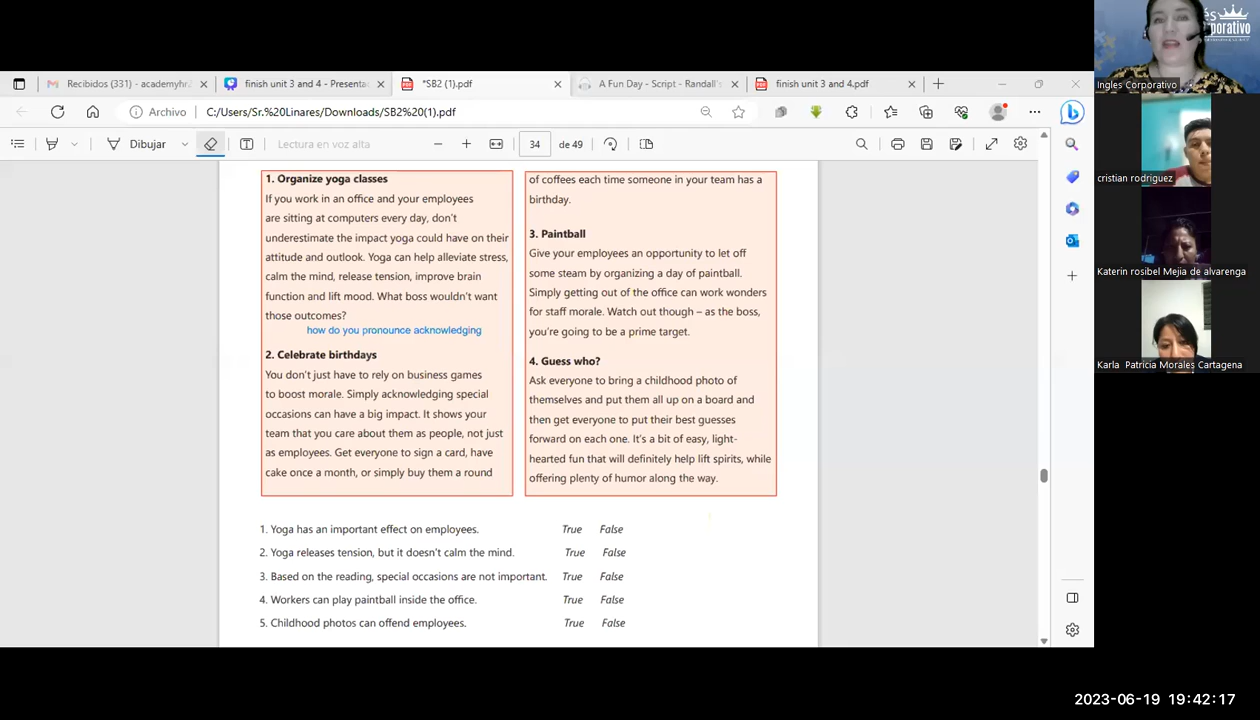 Recibidos (331) - academyhr
finish unit 3 and 4 - Presenta
*SB2 (1).pdf
A Fun Day - Script - Randall's
finish unit 3 and 4.pdf
Archivo
C:/Users/Sr.%20Linares/Downloads/SB2%20(1).pdf
Dibujar
Lectura en voz alta
34
de 49
1. Organize yoga classes
If you work in an office and your employees
are sitting at computers every day, don't
underestimate the impact yoga could have on their
attitude and outlook. Yoga can help alleviate stress,
calm the mind, release tension, improve brain
function and lift mood. What boss wouldn't want
those outcomes?
how do you pronounce acknowledging
2. Celebrate birthdays
You don't just have to rely on business games
to boost morale. Simply acknowledging special
occasions can have a big impact. It shows your
team that you care about them as people, not just
as employees. Get everyone to sign a card, have
cake once a month, or simply buy them a round
of coffees each time someone in your team has a
birthday.
3. Paintball
Give your employees an opportunity to let off
some steam by organizing a day of paintball.
Simply getting out of the office can work wonders
for staff morale. Watch out though – as the boss,
you're going to be a prime target.
4. Guess who?
Ask everyone to bring a childhood photo of
themselves and put them all up on a board and
then get everyone to put their best guesses
forward on each one. It's a bit of easy, light-
hearted fun that will definitely help lift spirits, while
offering plenty of humor along the way.
1. Yoga has an important effect on employees. True False
2. Yoga releases tension, but it doesn't calm the mind. True False
3. Based on the reading, special occasions are not important. True False
4. Workers can play paintball inside the office. True False
5. Childhood photos can offend employees. True False
Ingles Corporativo
cristian rodriguez
Katerin rosibel Mejia de alvarenga
Karla Patricia Morales Cartagena
2023-06-19 19:42:17